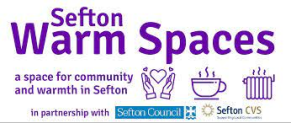 Sefton
Warm Spaces
a space for community
and warmth in Sefton
in partnership with Sefton Council Sefton CVS